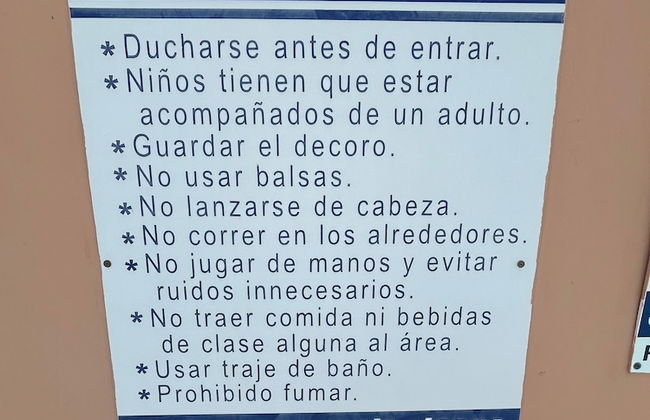 * Ducharse antes de entrar.
* Niños tienen que estar
acompañados de un adulto.
* Guardar el decoro.
* No usar balsas.
* No lanzarse de cabeza.
* No correr en los alrededores.
* No jugar de manos y evitar
ruidos innecesarios.
* No traer comida ni bebidas
de clase alguna al área.
* Usar traje de baño.
* Prohibido fumar.